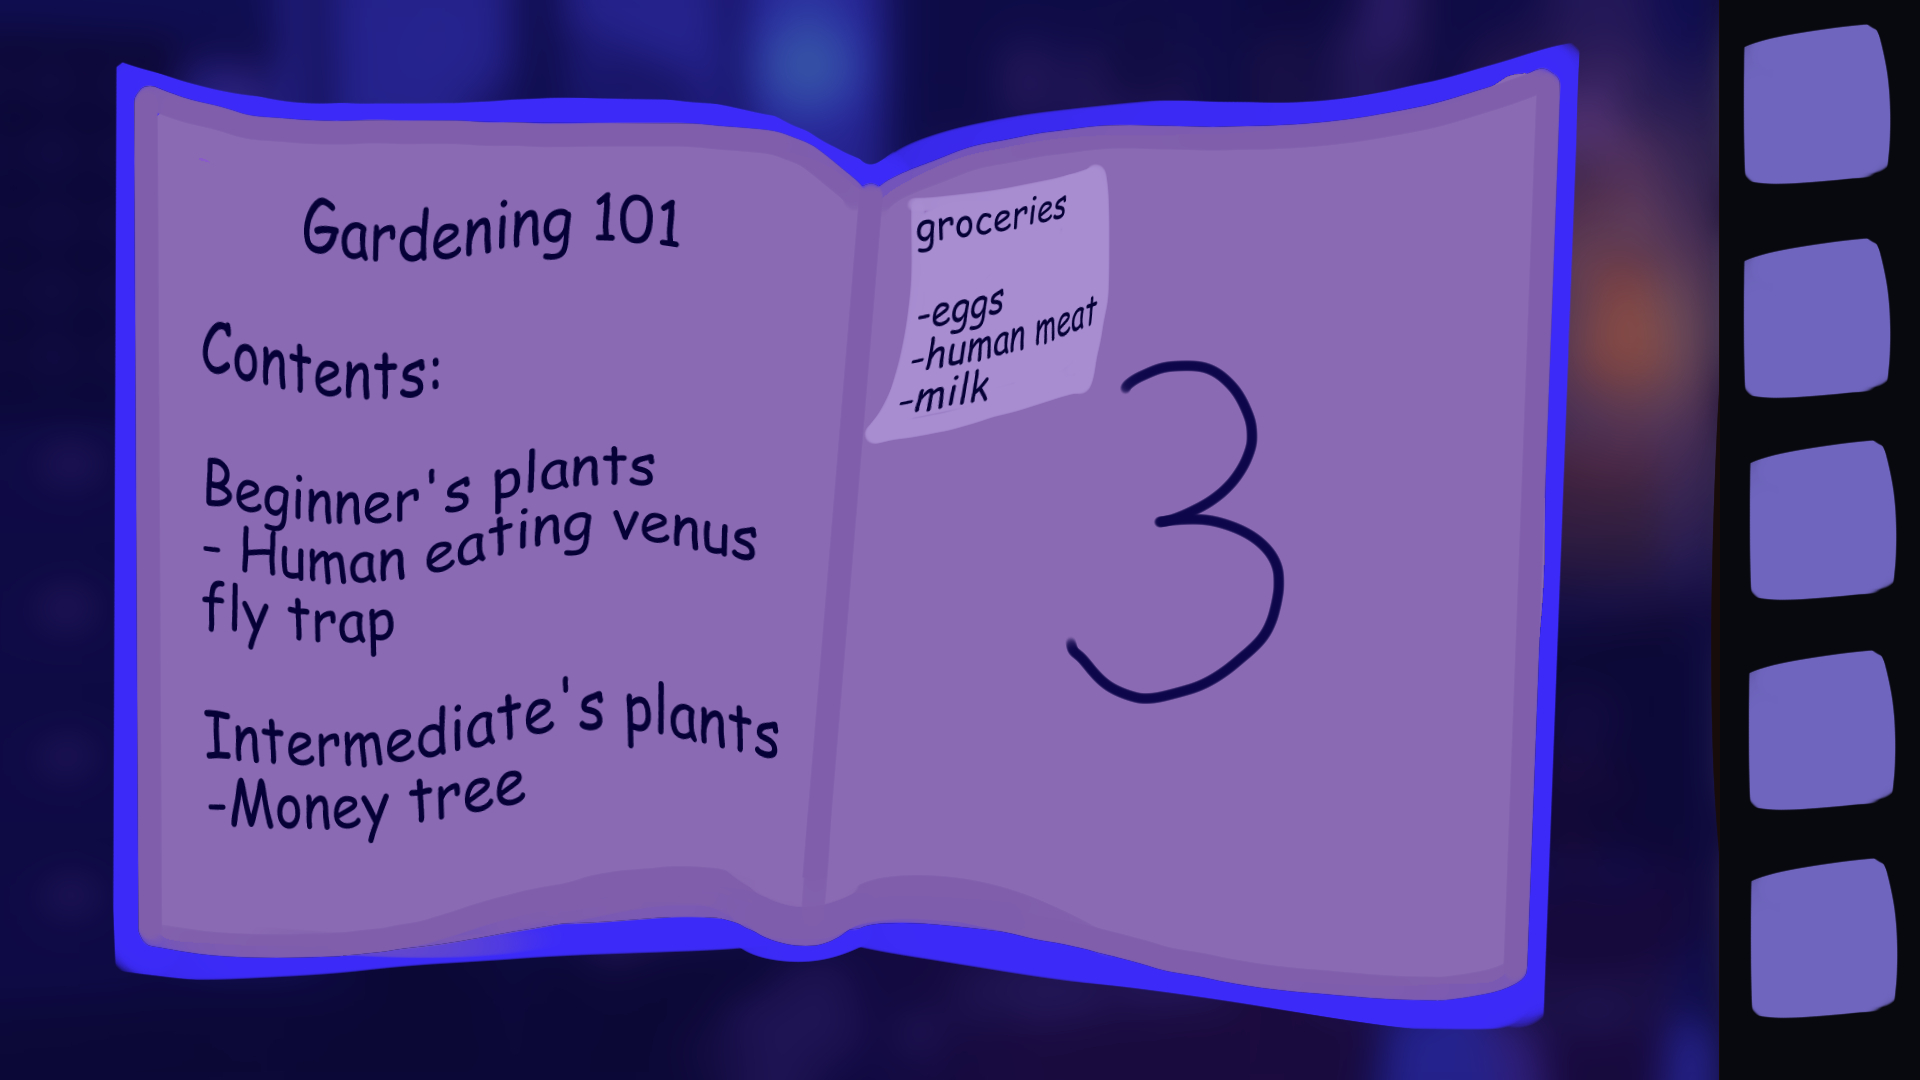 Gardening 101
Contents:
Beginner's plants
- Human eating venus
fly trap
Intermediate's plants
-Money tree
groceries
-eggs
-human meat
-milk
3